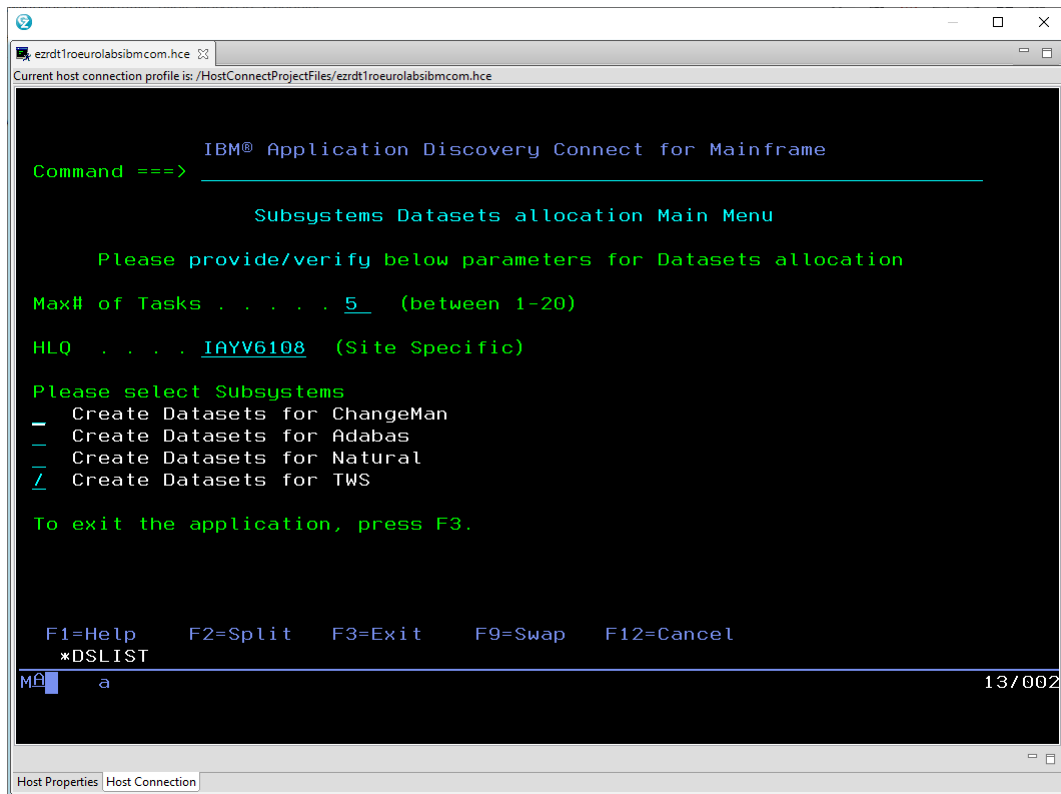 ezrdt1roeurolabsibmcom.hce
Current host connection profile is: /HostConnectProjectFiles/ezrdt1roeurolabsibmcom.hce
IBM® Application Discovery Connect for Mainframe
Command ===>
Subsystems Datasets allocation Main Menu
Please provide/verify below parameters for Datasets allocation
Max# of Tasks . . . . . 5 (between 1-20)
HLQ . . . . IAYV6108 (Site Specific)
Please select Subsystems
_ Create Datasets for ChangeMan
_ Create Datasets for Adabas
_ Create Datasets for Natural
/ Create Datasets for TWS
To exit the application, press F3.
F1=Help F2=Split F3=Exit F9=Swap F12=Cancel
*DSLIST
MA a 13/002
Host Properties Host Connection